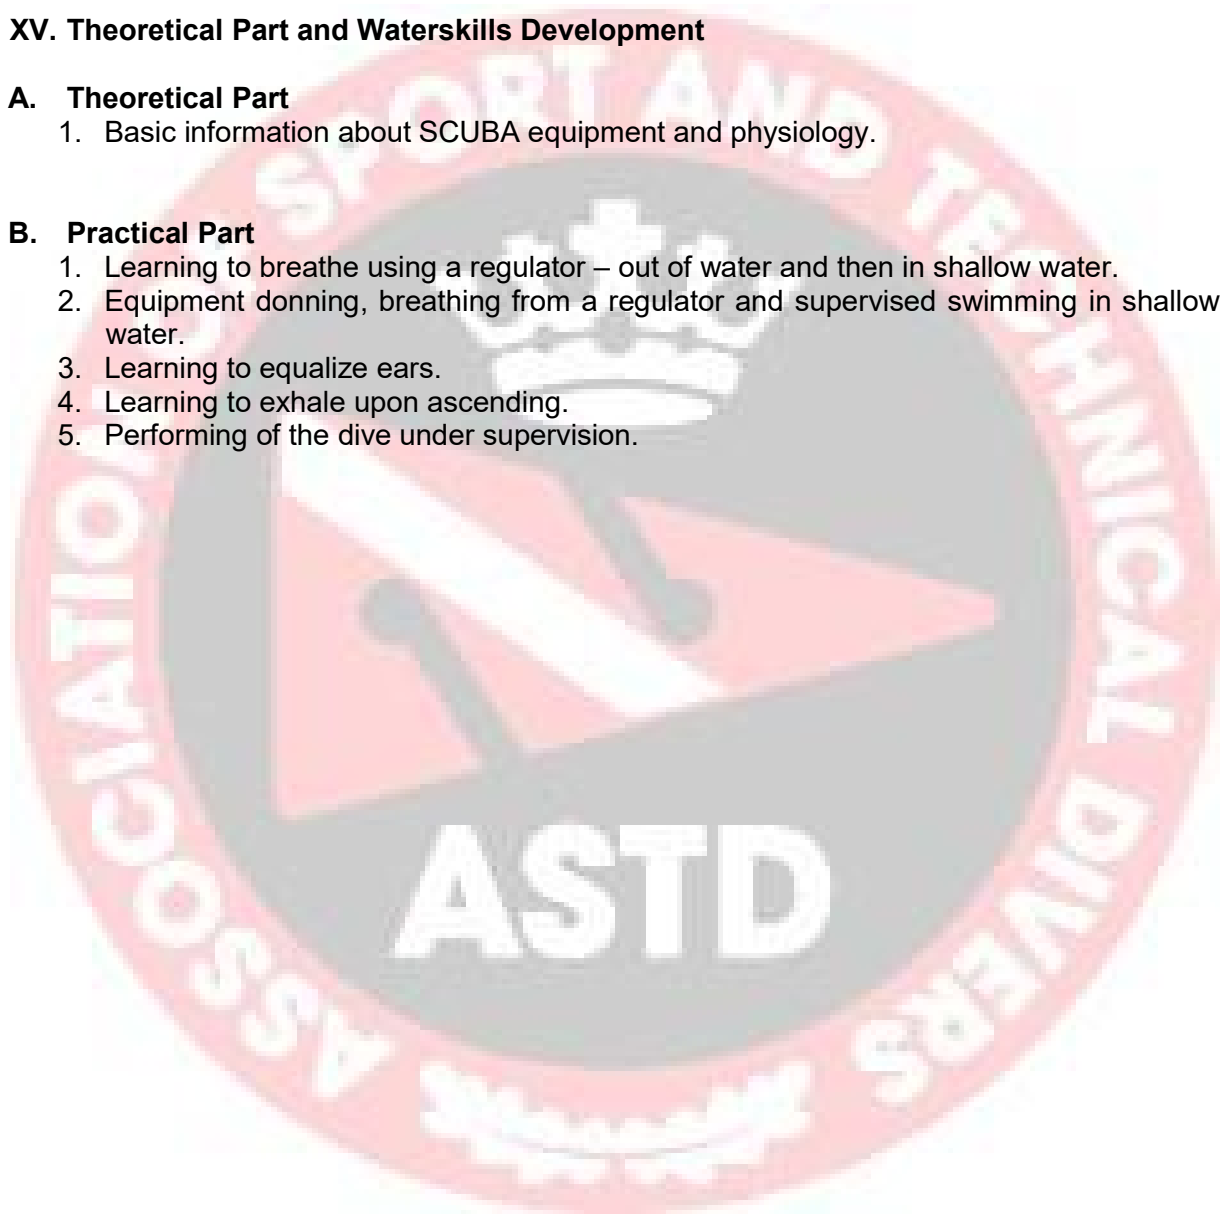 XV. Theoretical Part and Waterskills Development
A. Theoretical Part
1. Basic information about SCUBA equipment and physiology.
B. Practical Part
1. Learning to breathe using a regulator – out of water and then in shallow water.
2. Equipment donning, breathing from a regulator and supervised swimming in shallow
water.
3. Learning to equalize ears.
4. Learning to exhale upon ascending.
5. Performing of the dive under supervision.
ASSOCIATION OF SPORT AND TECHNICAL DIVERS
ASTD